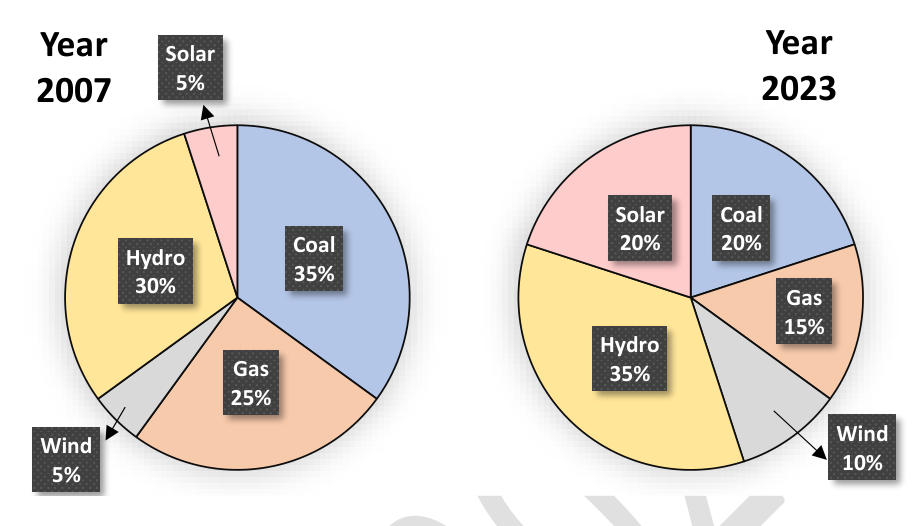 Year
2007
Solar
5%
Coal
35%
Hydro
30%
Gas
25%
Wind
5%
Year
2023
Solar
20%
Coal
20%
Gas
15%
Hydro
35%
Wind
10%